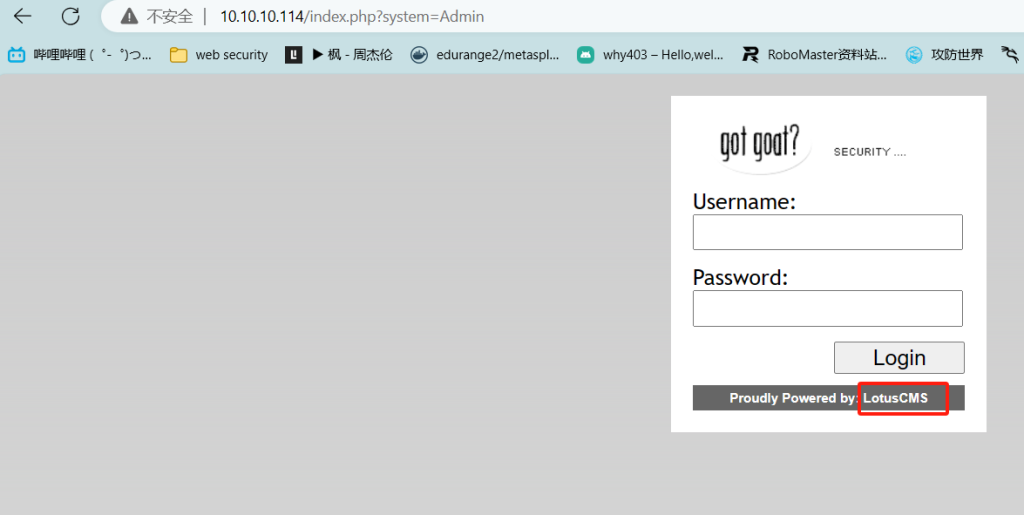 不安全 | 10.10.10.114/index.php?system=Admin
哔哩哔哩 (゜-゜)つ... web security ▶ 枫 - 周杰伦 edurange2/metaspl... why403 – Hello,wel... RoboMaster资料站... 攻防世界
got goat? SECURITY ....
Username:
Password:
Login
Proudly Powered by: LotusCMS